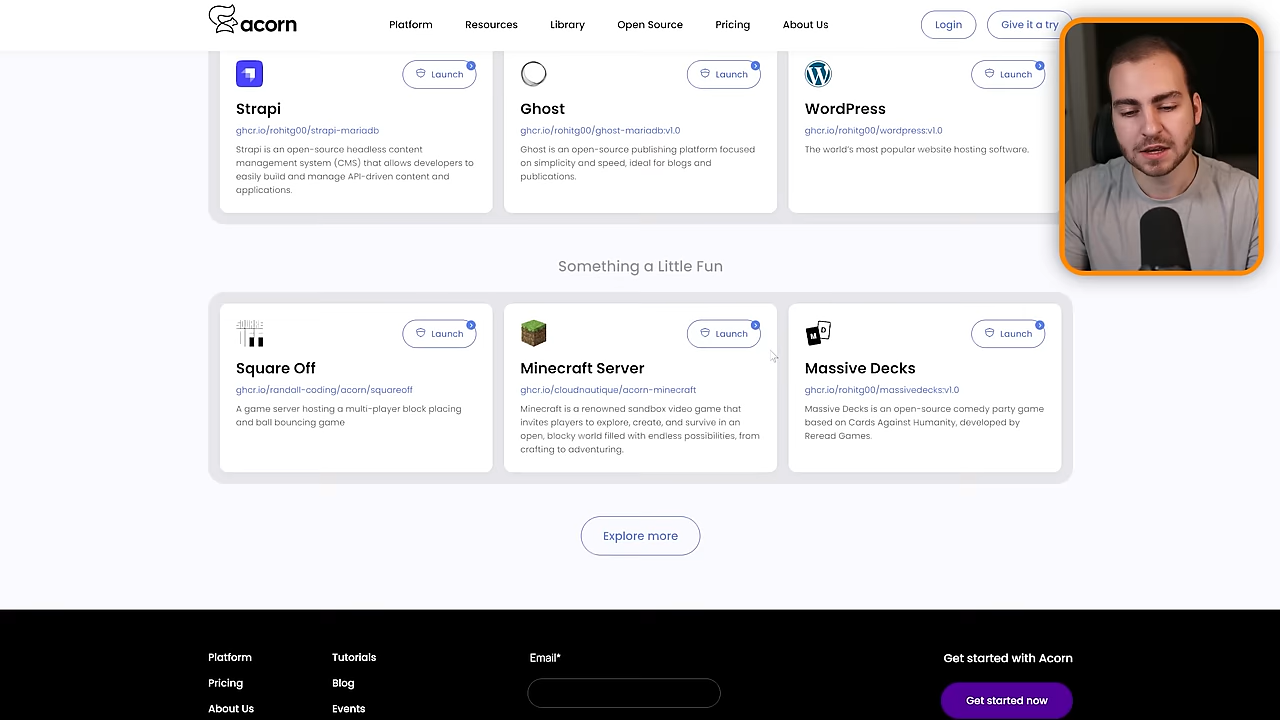 acorn
Platform
Resources
Library
Open Source
Pricing
About Us
Login
Give it a try
Launch
Launch
Launch
Strapi
ghcr.io/rohitg00/strapi-mariadb
Strapi is an open-source headless content
management system (CMS) that allows developers to
easily build and manage API-driven content and
applications.
Ghost
ghcr.io/rohitg00/ghost-mariadb:v1.0
Ghost is an open-source publishing platform focused
on simplicity and speed, ideal for blogs and
publications.
WordPress
ghcr.io/rohitg00/wordpress:v1.0
The world's most popular website hosting software.
Something a Little Fun
Launch
Launch
M D
Launch
Square Off
ghcr.io/randall-coding/acorn/squareoff
A game server hosting a multi-player block placing
and ball bouncing game
Minecraft Server
ghcr.io/cloudnautique/acorn-minecraft
Minecraft is a renowned sandbox video game that
invites players to explore, create, and survive in an
open, blocky world filled with endless possibilities, from
crafting to adventuring.
Massive Decks
ghcr.io/rohitg00/massivedecks:v1.0
Massive Decks is an open-source comedy party game
based on Cards Against Humanity, developed by
Reread Games.
Explore more
Platform
Pricing
About Us
Tutorials
Blog
Events
Email*
Get started with Acorn
Get started now